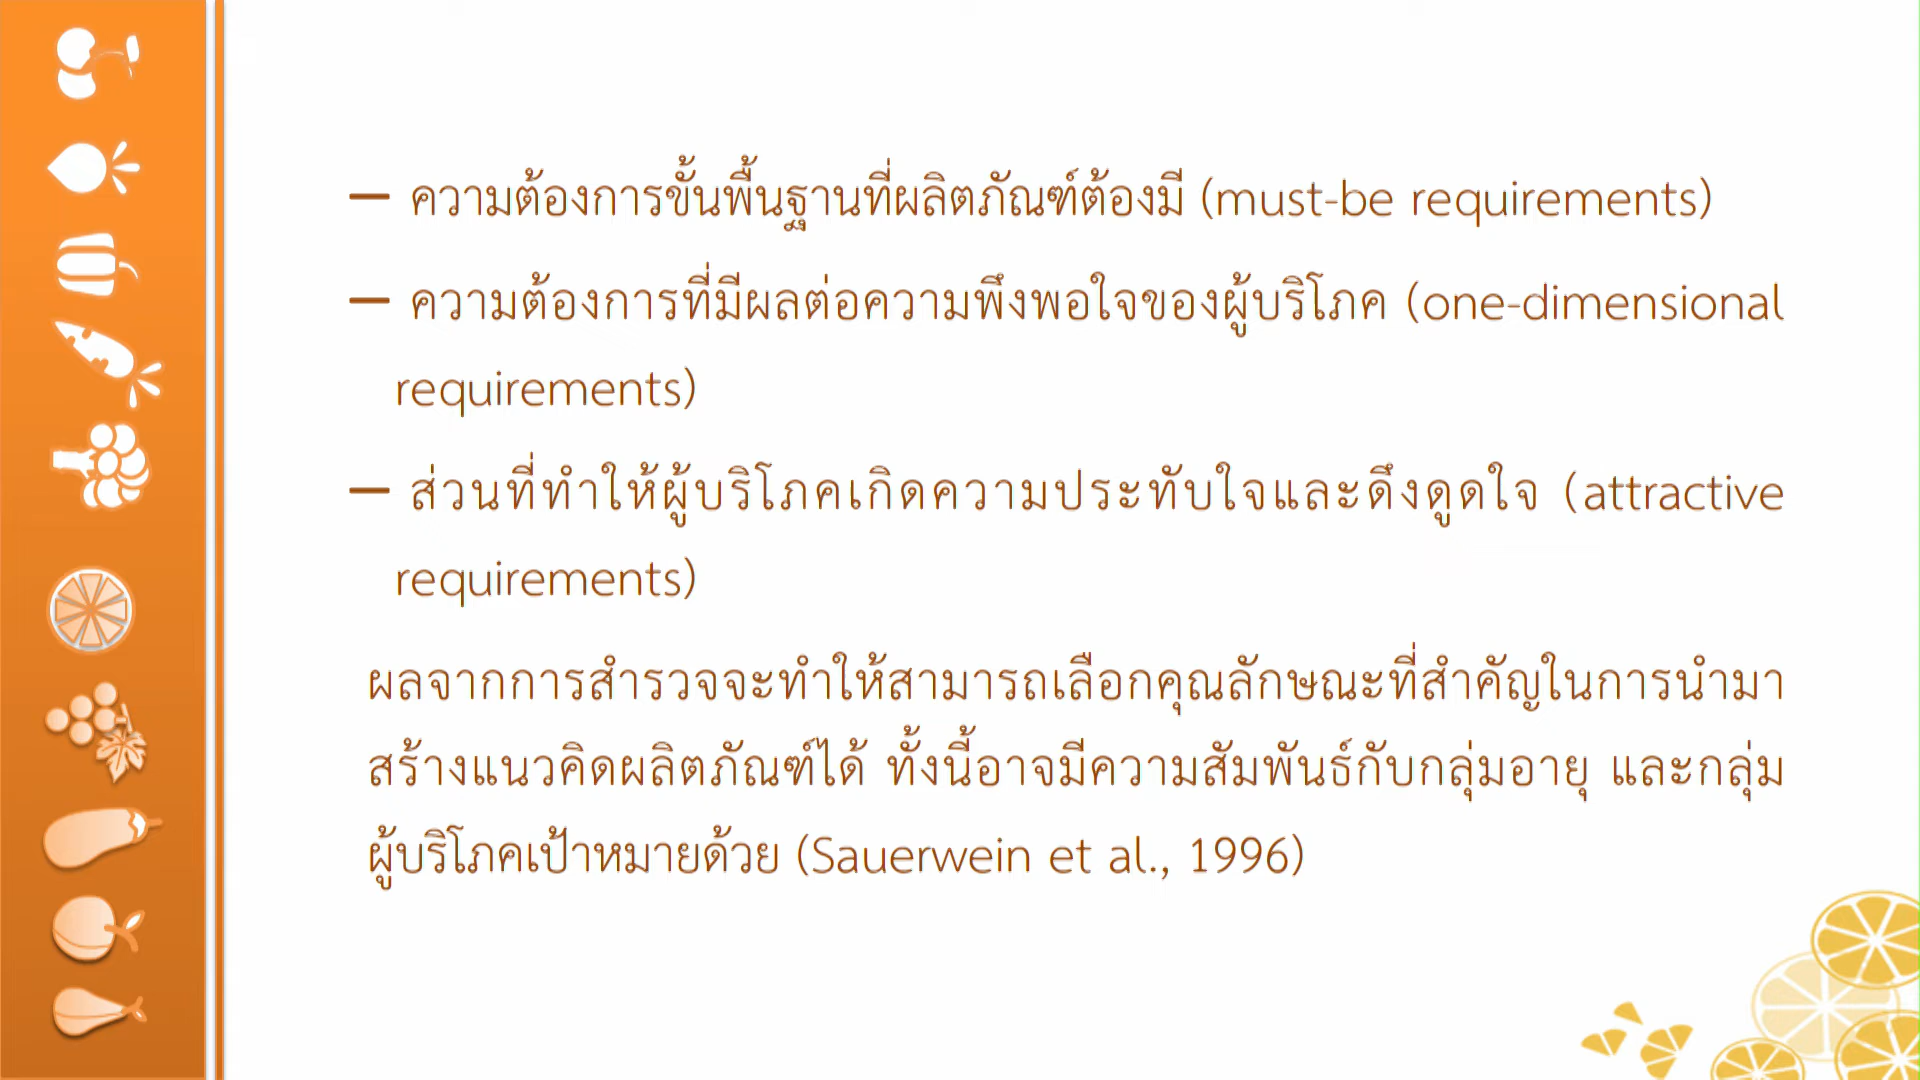 — ความต้องการขั้นพื้นฐานที่ผลิตภัณฑ์ต้องมี (must-be requirements)
— ความต้องการที่มีผลต่อความพึงพอใจของผู้บริโภค (one-dimensional
requirements)
— ส่วนที่ทำให้ผู้บริโภคเกิดความประทับใจและดึงดูดใจ (attractive
requirements)
ผลจากการสำรวจจะทำให้สามารถเลือกคุณลักษณะที่สำคัญในการนำมา
สร้างแนวคิดผลิตภัณฑ์ได้ ทั้งนี้อาจมีความสัมพันธ์กับกลุ่มอายุ และกลุ่ม
ผู้บริโภคเป้าหมายด้วย (Sauerwein et al., 1996)